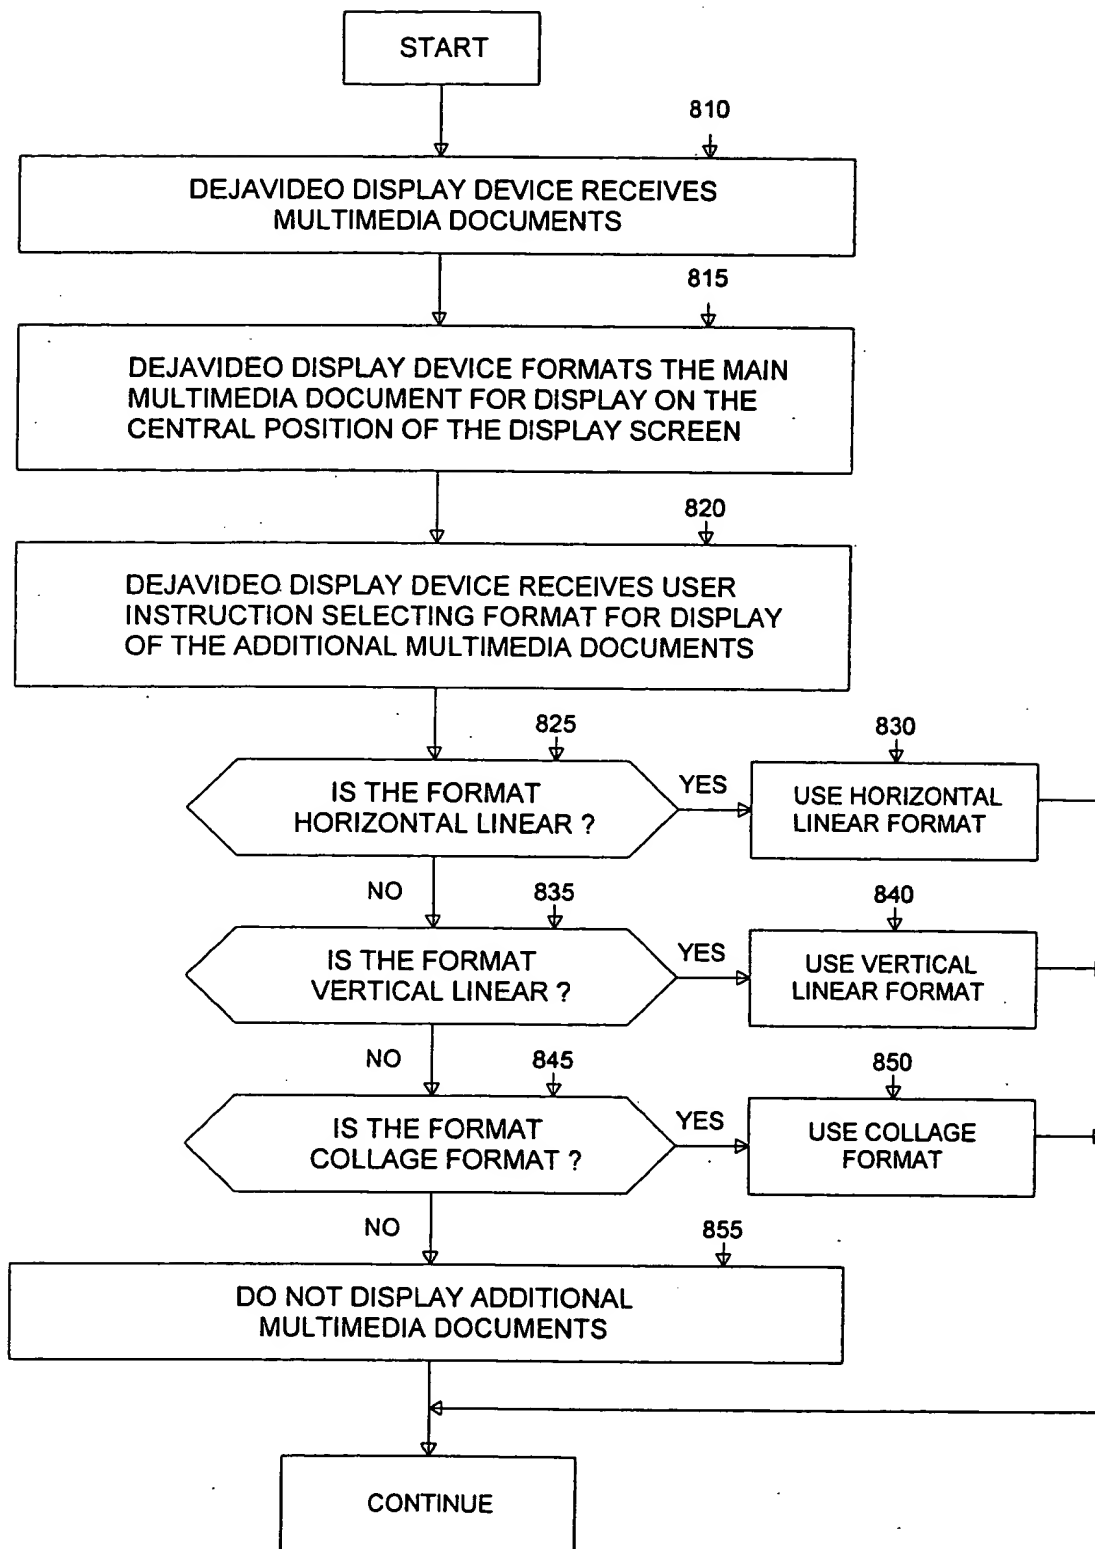 START
810
DEJAVIDEO DISPLAY DEVICE RECEIVES
MULTIMEDIA DOCUMENTS
815
DEJAVIDEO DISPLAY DEVICE FORMATS THE MAIN
MULTIMEDIA DOCUMENT FOR DISPLAY ON THE
CENTRAL POSITION OF THE DISPLAY SCREEN
820
DEJAVIDEO DISPLAY DEVICE RECEIVES USER
INSTRUCTION SELECTING FORMAT FOR DISPLAY
OF THE ADDITIONAL MULTIMEDIA DOCUMENTS
825
IS THE FORMAT
HORIZONTAL LINEAR ?
YES
830
USE HORIZONTAL
LINEAR FORMAT
NO
835
IS THE FORMAT
VERTICAL LINEAR ?
YES
840
USE VERTICAL
LINEAR FORMAT
NO
845
IS THE FORMAT
COLLAGE FORMAT ?
YES
850
USE COLLAGE
FORMAT
NO
855
DO NOT DISPLAY ADDITIONAL
MULTIMEDIA DOCUMENTS
CONTINUE